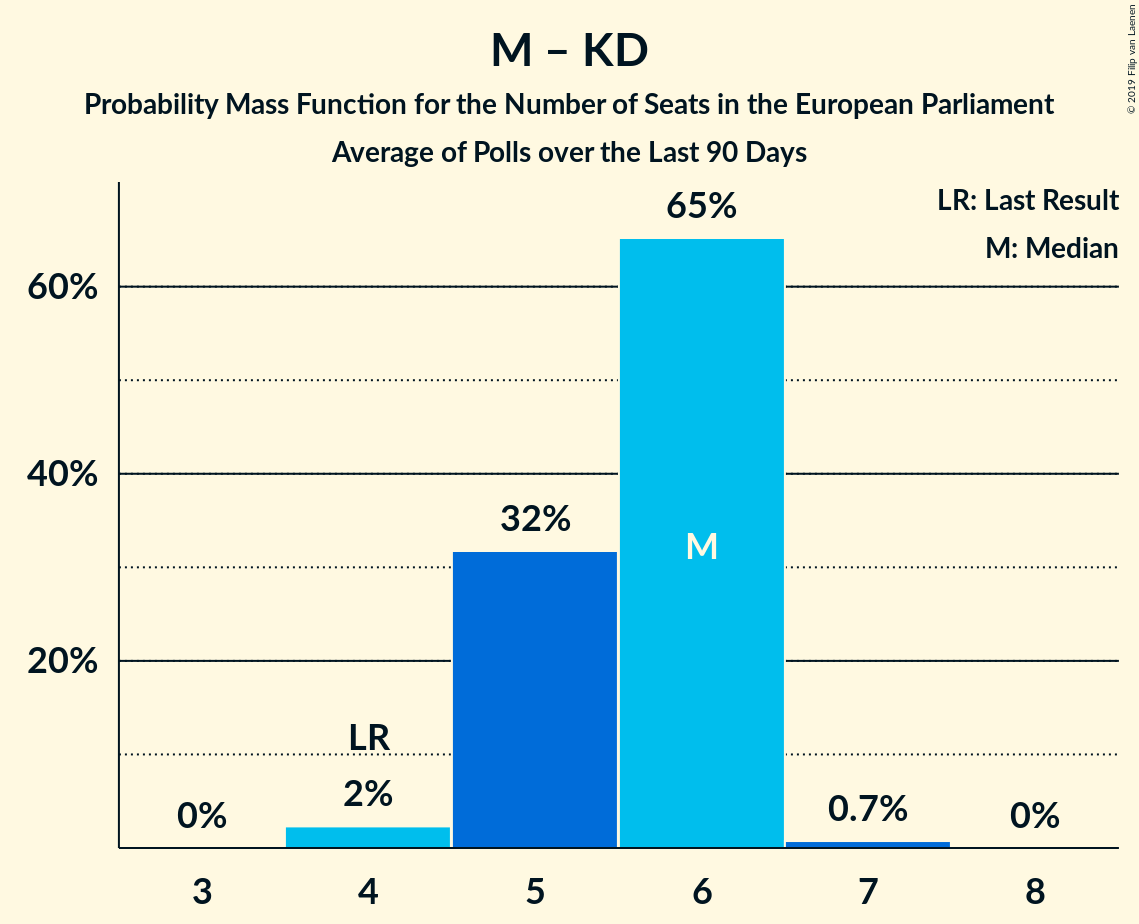 M – KD
Probability Mass Function for the Number of Seats in the European Parliament
Average of Polls over the Last 90 Days
© 2019 Filip van Laenen
LR: Last Result
M: Median
65%
60%
40%
32%
M
20%
LR
2%
0%
0.7%
0%
3 4 5 6 7 8